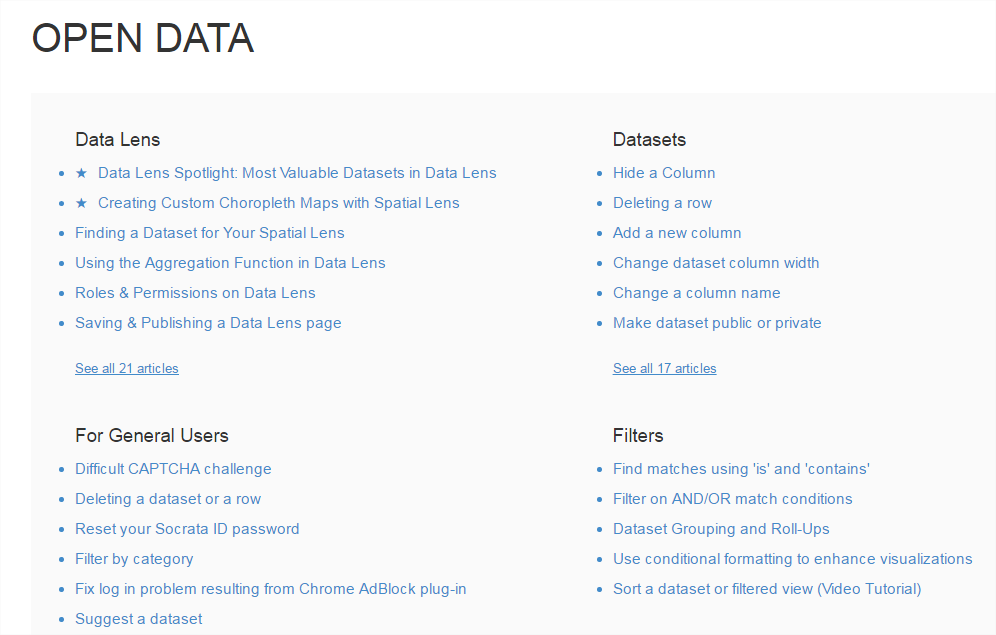 OPEN DATA
Data Lens
★ Data Lens Spotlight: Most Valuable Datasets in Data Lens
★ Creating Custom Choropleth Maps with Spatial Lens
Finding a Dataset for Your Spatial Lens
Using the Aggregation Function in Data Lens
Roles & Permissions on Data Lens
Saving & Publishing a Data Lens page
See all 21 articles
Datasets
Hide a Column
Deleting a row
Add a new column
Change dataset column width
Change a column name
Make dataset public or private
See all 17 articles
For General Users
Difficult CAPTCHA challenge
Deleting a dataset or a row
Reset your Socrata ID password
Filter by category
Fix log in problem resulting from Chrome AdBlock plug-in
Suggest a dataset
Filters
Find matches using 'is' and 'contains'
Filter on AND/OR match conditions
Dataset Grouping and Roll-Ups
Use conditional formatting to enhance visualizations
Sort a dataset or filtered view (Video Tutorial)